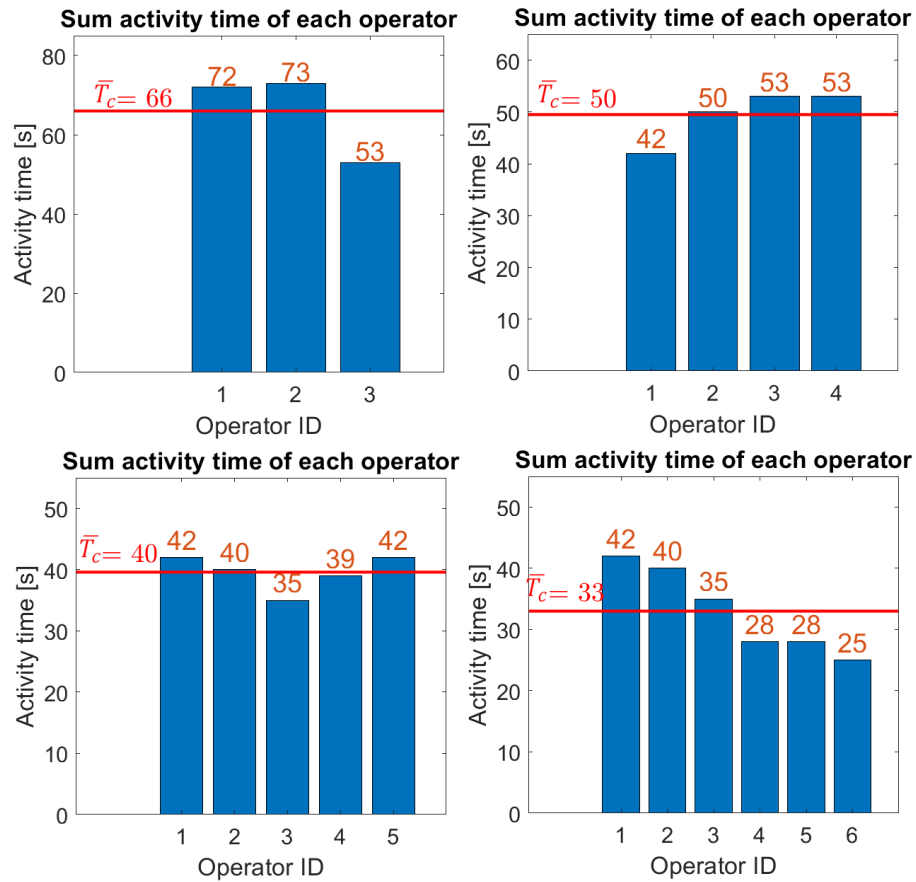 Sum activity time of each operator
80
60
40
20
0
Activity time [s]
T̅c= 66
72
73
53
1 2 3
Operator ID
Sum activity time of each operator
60
50
40
30
20
10
0
Activity time [s]
T̅c= 50
42
50
53
53
1 2 3 4
Operator ID
Sum activity time of each operator
50
40
30
20
10
0
Activity time [s]
T̅c= 40
42
40
35
39
42
1 2 3 4 5
Operator ID
Sum activity time of each operator
50
40
30
20
10
0
Activity time [s]
T̅c= 33
42
40
35
28
28
25
1 2 3 4 5 6
Operator ID